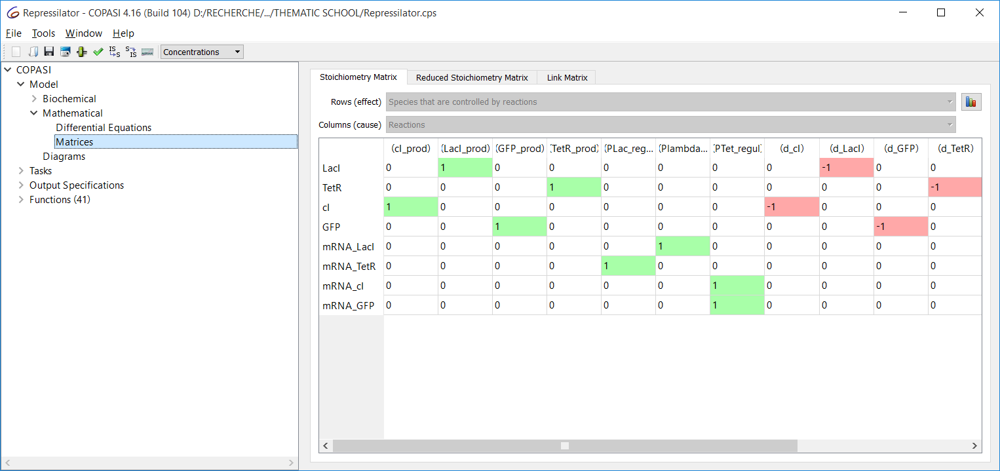 Repressilator - COPASI 4.16 (Build 104) D:/RECHERCHE/.../THEMATIC SCHOOL/Repressilator.cps
File Tools Window Help
Concentrations
COPASI
Model
Biochemical
Mathematical
Differential Equations
Matrices
Diagrams
Tasks
Output Specifications
Functions (41)
Stoichiometry Matrix Reduced Stoichiometry Matrix Link Matrix
Rows (effect) Species that are controlled by reactions
Columns (cause) Reactions
(cI_prod) (LacI_prod) (GFP_prod) (TetR_prod) (PLac_reg... (Plambda... (PTet_regul) (d_cI) (d_LacI) (d_GFP) (d_TetR)
LacI 0 1 0 0 0 0 0 0 -1 0 0
TetR 0 0 0 1 0 0 0 0 0 0 -1
cI 1 0 0 0 0 0 0 -1 0 0 0
GFP 0 0 1 0 0 0 0 0 0 -1 0
mRNA_LacI 0 0 0 0 0 1 0 0 0 0 0
mRNA_TetR 0 0 0 0 1 0 0 0 0 0 0
mRNA_cI 0 0 0 0 0 0 1 0 0 0 0
mRNA_GFP 0 0 0 0 0 0 1 0 0 0 0